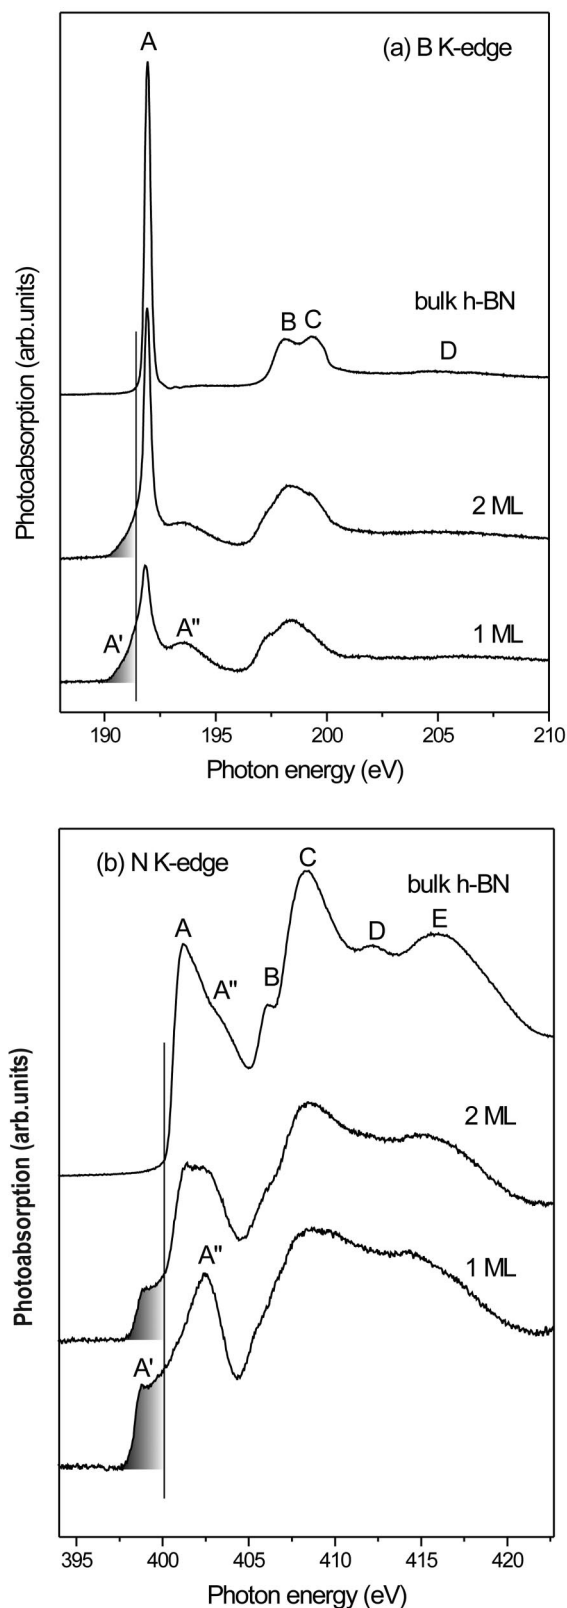 A
(a) B K-edge
bulk h-BN
B C
D
2 ML
A' A"
1 ML
Photoabsorption (arb.units)
190 195 200 205 210
Photon energy (eV)
(b) N K-edge
C
bulk h-BN
A
A"
B
D
E
2 ML
A"
1 ML
A'
Photoabsorption (arb.units)
395 400 405 410 415 420
Photon energy (eV)